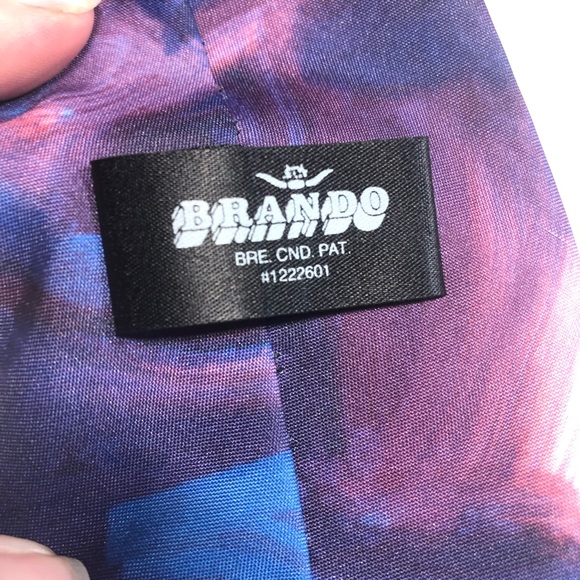 BRANDO
BRE. CND. PAT.
#1222601